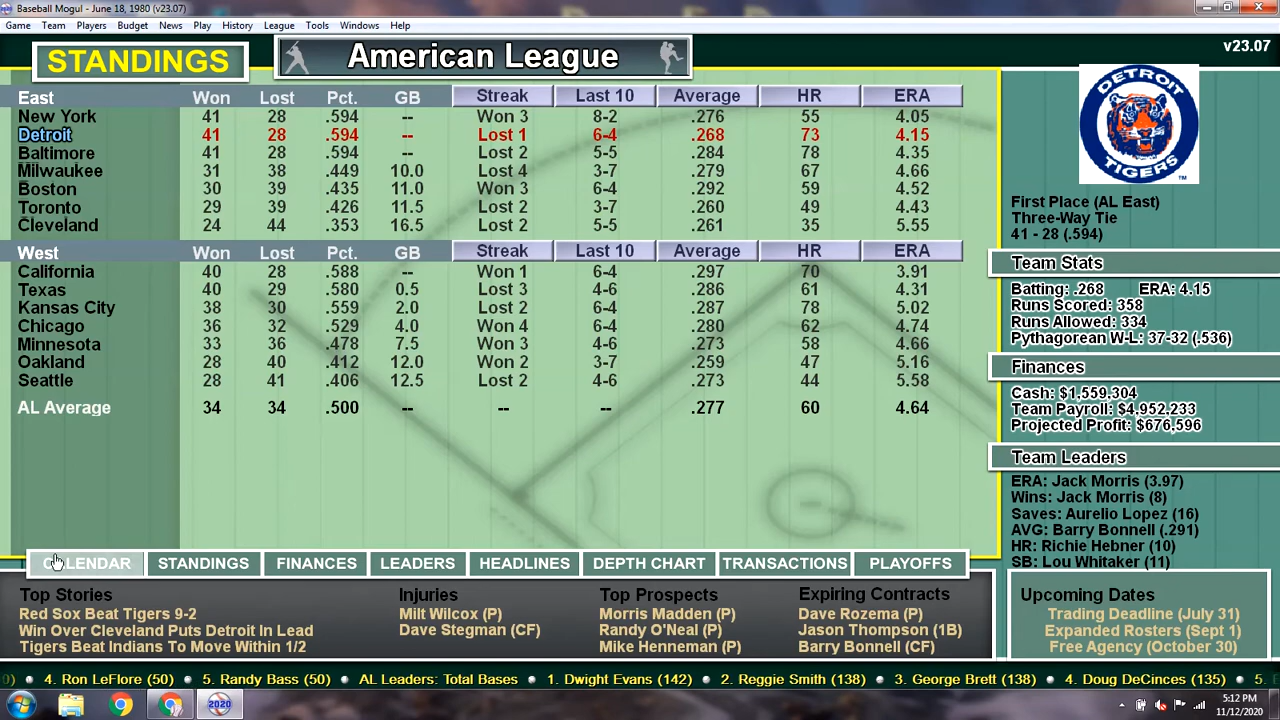 Baseball Mogul - June 18, 1980 (v23.07)
Game Team Players Budget News Play History League Tools Windows Help
STANDINGS
American League
v23.07
East Won Lost Pct. GB Streak Last 10 Average HR ERA
New York 41 28 .594 -- Won 3 8-2 .276 55 4.05
Detroit 41 28 .594 -- Lost 1 6-4 .268 73 4.15
Baltimore 41 28 .594 -- Lost 2 5-5 .284 78 4.35
Milwaukee 31 38 .449 10.0 Lost 4 3-7 .279 67 4.66
Boston 30 39 .435 11.0 Won 3 6-4 .292 59 4.52
Toronto 29 39 .426 11.5 Lost 2 3-7 .260 49 4.43
Cleveland 24 44 .353 16.5 Lost 2 5-5 .261 35 5.55
West Won Lost Pct. GB Streak Last 10 Average HR ERA
California 40 28 .588 -- Won 1 6-4 .297 70 3.91
Texas 40 29 .580 0.5 Lost 3 4-6 .286 61 4.31
Kansas City 38 30 .559 2.0 Lost 2 6-4 .287 78 5.02
Chicago 36 32 .529 4.0 Won 4 6-4 .280 62 4.74
Minnesota 33 36 .478 7.5 Won 3 4-6 .273 58 4.66
Oakland 28 40 .412 12.0 Won 2 3-7 .259 47 5.16
Seattle 28 41 .406 12.5 Lost 2 4-6 .273 44 5.58
AL Average 34 34 .500 -- -- -- .277 60 4.64
DETROIT
TIGERS
First Place (AL East)
Three-Way Tie
41 - 28 (.594)
Team Stats
Batting: .268 ERA: 4.15
Runs Scored: 358
Runs Allowed: 334
Pythagorean W-L: 37-32 (.536)
Finances
Cash: $1,559,304
Team Payroll: $4,952,233
Projected Profit: $676,596
Team Leaders
ERA: Jack Morris (3.97)
Wins: Jack Morris (8)
Saves: Aurelio Lopez (16)
AVG: Barry Bonnell (.291)
HR: Richie Hebner (10)
SB: Lou Whitaker (11)
CALENDAR STANDINGS FINANCES LEADERS HEADLINES DEPTH CHART TRANSACTIONS PLAYOFFS
Top Stories
Red Sox Beat Tigers 9-2
Win Over Cleveland Puts Detroit In Lead
Tigers Beat Indians To Move Within 1/2
Injuries
Milt Wilcox (P)
Dave Stegman (CF)
Top Prospects
Morris Madden (P)
Randy O'Neal (P)
Mike Henneman (P)
Expiring Contracts
Dave Rozema (P)
Jason Thompson (1B)
Barry Bonnell (CF)
Upcoming Dates
Trading Deadline (July 31)
Expanded Rosters (Sept 1)
Free Agency (October 30)
0) 4. Ron LeFlore (50) 5. Randy Bass (50) AL Leaders: Total Bases 1. Dwight Evans (142) 2. Reggie Smith (138) 3. George Brett (138) 4. Doug DeCinces (135) 5.
2020
5:12 PM
11/12/2020